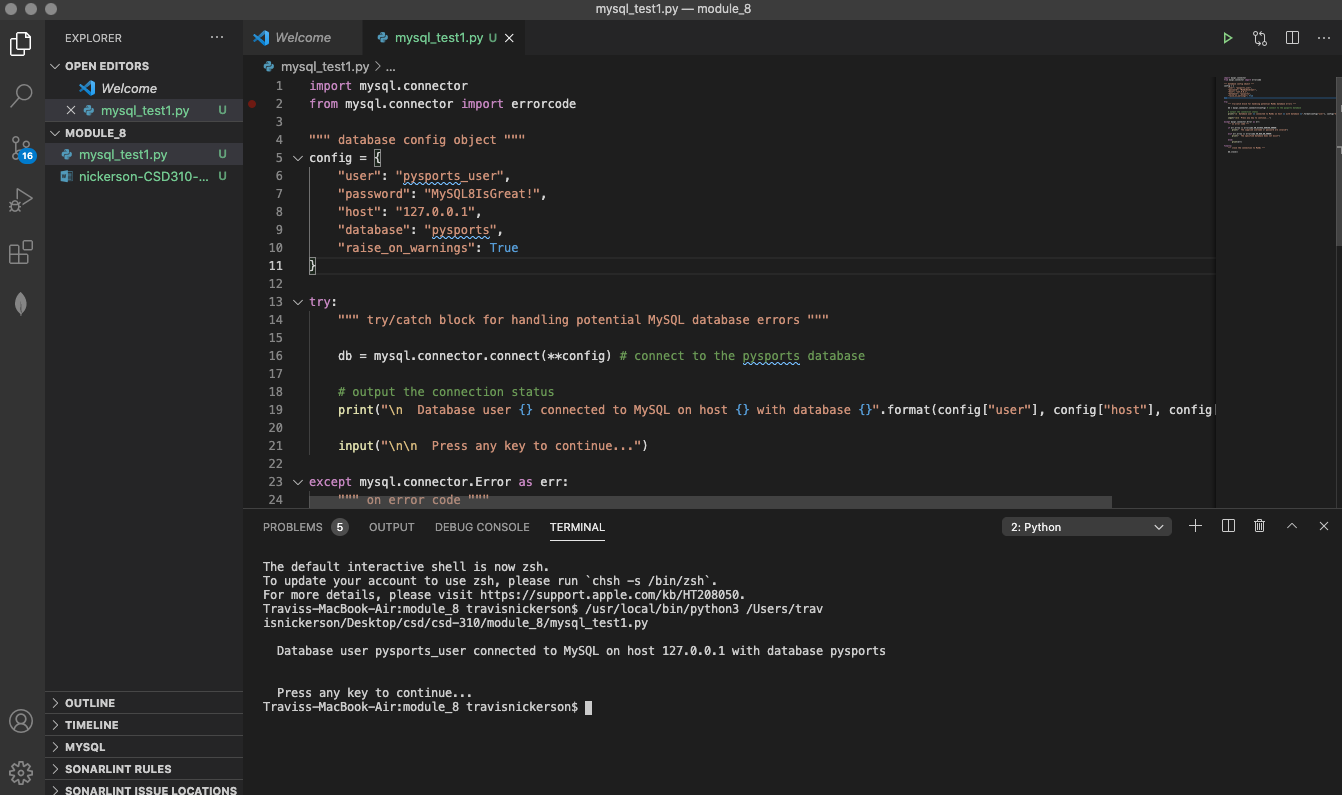 mysql_test1.py — module_8
EXPLORER
OPEN EDITORS
Welcome
mysql_test1.py U
MODULE_8
mysql_test1.py U
nickerson-CSD310-... U
16
OUTLINE
TIMELINE
MYSQL
SONARLINT RULES
SONARLINT ISSUE LOCATIONS
Welcome
mysql_test1.py U
mysql_test1.py > ...
1 import mysql.connector
2 from mysql.connector import errorcode
3
4 """ database config object """
5 config = {
6 "user": "pysports_user",
7 "password": "MySQL8IsGreat!",
8 "host": "127.0.0.1",
9 "database": "pysports",
10 "raise_on_warnings": True
11 }
12
13 try:
14 """ try/catch block for handling potential MySQL database errors """
15
16 db = mysql.connector.connect(**config) # connect to the pysports database
17
18 # output the connection status
19 print("\n  Database user {} connected to MySQL on host {} with database {}".format(config["user"], config["host"], config[
20
21 input("\n\n  Press any key to continue...")
22
23 except mysql.connector.Error as err:
24 """ on error code """
PROBLEMS 5 OUTPUT DEBUG CONSOLE TERMINAL 2: Python
The default interactive shell is now zsh.
To update your account to use zsh, please run `chsh -s /bin/zsh`.
For more details, please visit https://support.apple.com/kb/HT208050.
Traviss-MacBook-Air:module_8 travisnickerson$ /usr/local/bin/python3 /Users/trav
isnickerson/Desktop/csd/csd-310/module_8/mysql_test1.py
Database user pysports_user connected to MySQL on host 127.0.0.1 with database pysports
Press any key to continue...
Traviss-MacBook-Air:module_8 travisnickerson$